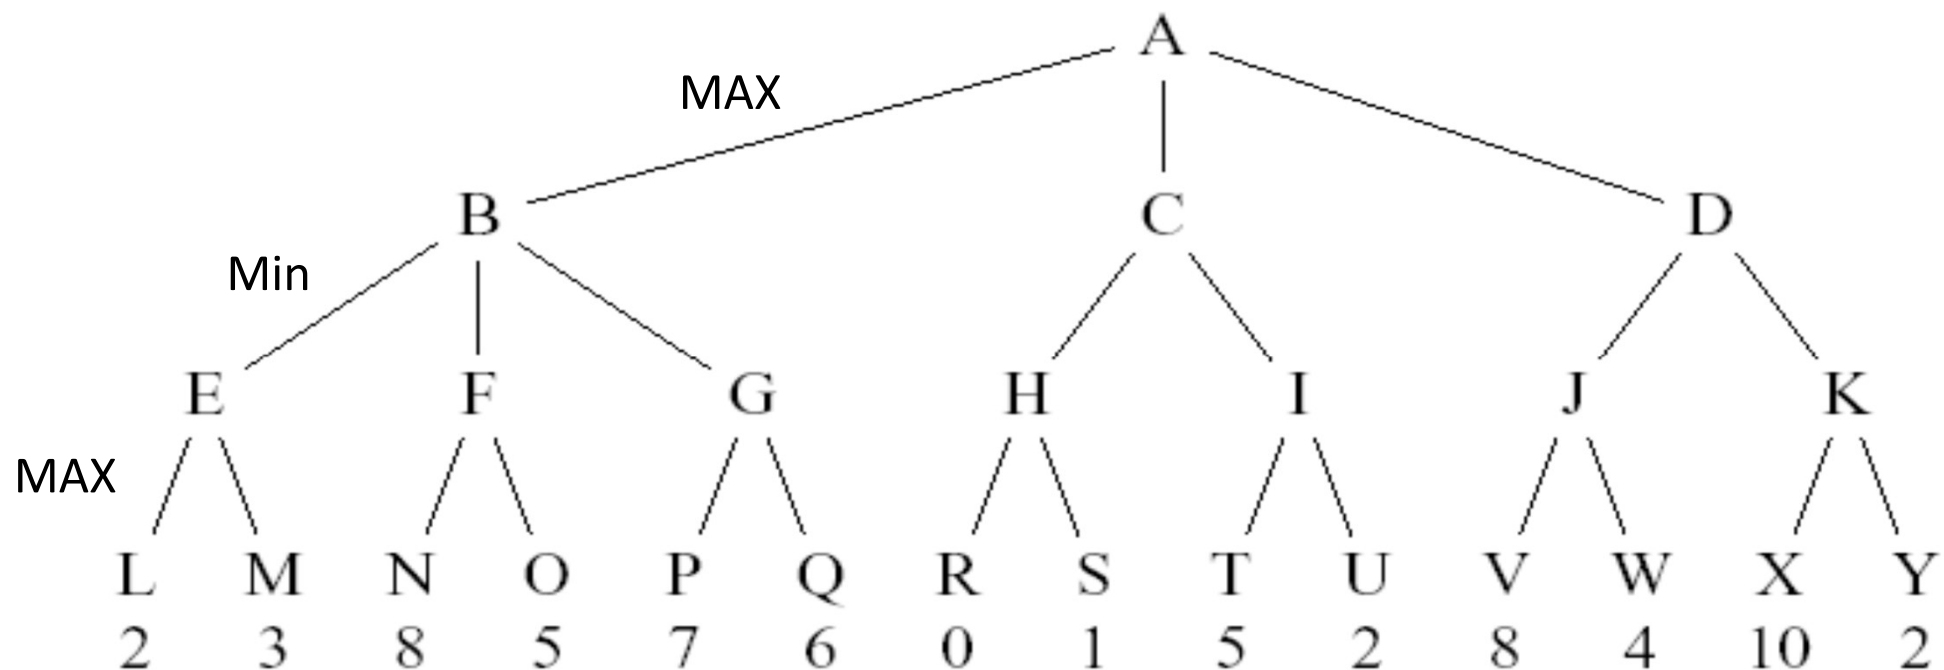 A
MAX
B C D
Min
E F G H I J K
MAX
L M N O P Q R S T U V W X Y
2 3 8 5 7 6 0 1 5 2 8 4 10 2